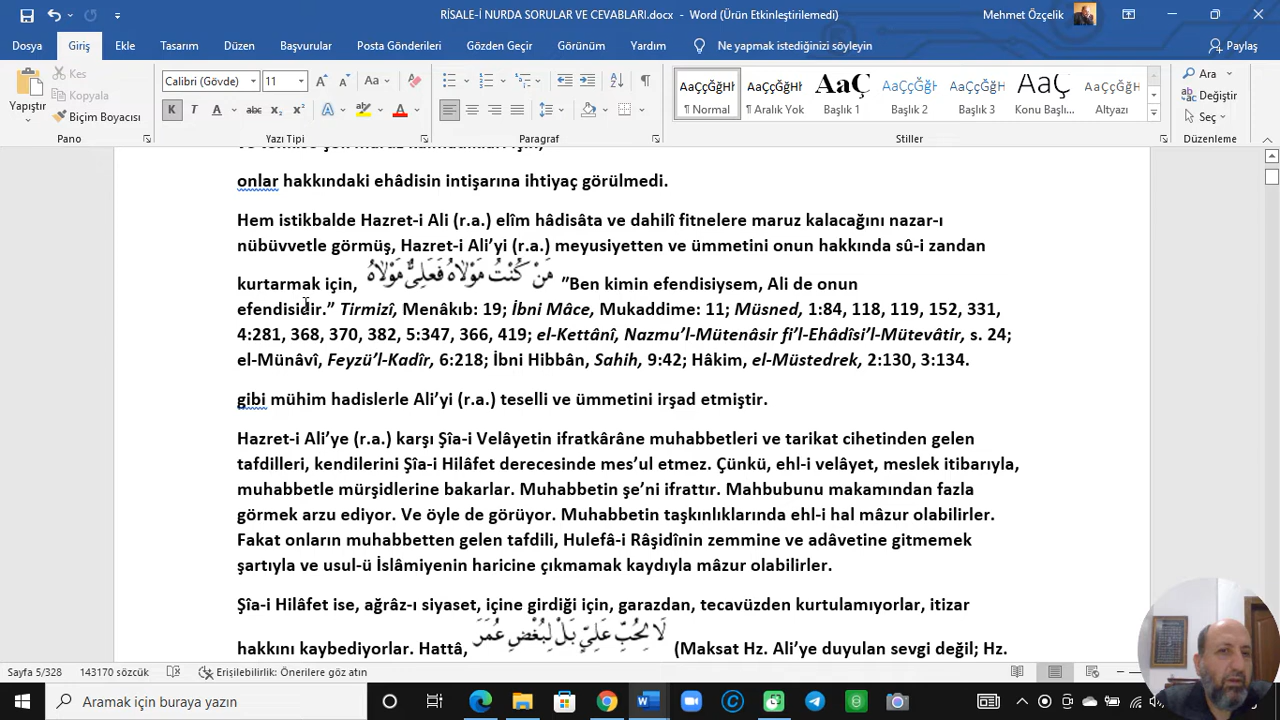 RİSALE-İ NURDA SORULAR VE CEVABLARI.docx - Word (Ürün Etkinleştirilemedi)
Mehmet Özçelik
Dosya Giriş Ekle Tasarım Düzen Başvurular Posta Gönderileri Gözden Geçir Görünüm Yardım Ne yapmak istediğinizi söyleyin Paylaş
Yapıştır
Kes
Kopyala
Biçim Boyacısı
Calibri (Gövde) 11
K T A abc x₂ x²
AaÇçĞğHh AaÇçĞğHh AaÇ AaÇçĞğH AaÇçĞğHh AaÇçĞğH AaÇçĞğHh
¶ Normal ¶ Aralık Yok Başlık 1 Başlık 2 Başlık 3 Konu Başlı... Altyazı
Ara
Değiştir
Seç
Pano Yazı Tipi Paragraf Stiller Düzenleme
onlar hakkındaki ehâdisin intişarına ihtiyaç görülmedi.
Hem istikbalde Hazret-i Ali (r.a.) elîm hâdisâta ve dahilî fitnelere maruz kalacağını nazar-ı
nübüvvetle görmüş, Hazret-i Ali’yi (r.a.) meyusiyetten ve ümmetini onun hakkında sû-i zandan
kurtarmak için, مَنْ كُنْتُ مَوْلَاهُ فَعَلِىٌّ مَوْلَاهُ ”Ben kimin efendisiysem, Ali de onun
efendisidir.” Tirmizî, Menâkıb: 19; İbni Mâce, Mukaddime: 11; Müsned, 1:84, 118, 119, 152, 331,
4:281, 368, 370, 382, 5:347, 366, 419; el-Kettânî, Nazmu’l-Mütenâsir fi’l-Ehâdîsi’l-Mütevâtir, s. 24;
el-Münâvî, Feyzü’l-Kadîr, 6:218; İbni Hibbân, Sahih, 9:42; Hâkim, el-Müstedrek, 2:130, 3:134.
gibi mühim hadislerle Ali’yi (r.a.) teselli ve ümmetini irşad etmiştir.
Hazret-i Ali’ye (r.a.) karşı Şîa-i Velâyetin ifratkârâne muhabbetleri ve tarikat cihetinden gelen
tafdilleri, kendilerini Şîa-i Hilâfet derecesinde mes’ul etmez. Çünkü, ehl-i velâyet, meslek itibarıyla,
muhabbetle mürşidlerine bakarlar. Muhabbetin şe’ni ifrattır. Mahbubunu makamından fazla
görmek arzu ediyor. Ve öyle de görüyor. Muhabbetin taşkınlıklarında ehl-i hal mâzur olabilirler.
Fakat onların muhabbetten gelen tafdili, Hulefâ-i Râşidînin zemmine ve adâvetine gitmemek
şartıyla ve usul-ü İslâmiyenin haricine çıkmamak kaydıyla mâzur olabilirler.
Şîa-i Hilâfet ise, ağrâz-ı siyaset, içine girdiği için, garazdan, tecavüzden kurtulamıyorlar, itizar
hakkını kaybediyorlar. Hattâ, لَا لِحُبِّ عَلِىٍّ بَلْ لِبُغْضِ عُمَرَ (Maksat Hz. Ali’ye duyulan sevgi değil; Hz.
Sayfa 5/328 143170 sözcük Erişilebilirlik: Önerilere göz atın
Aramak için buraya yazın